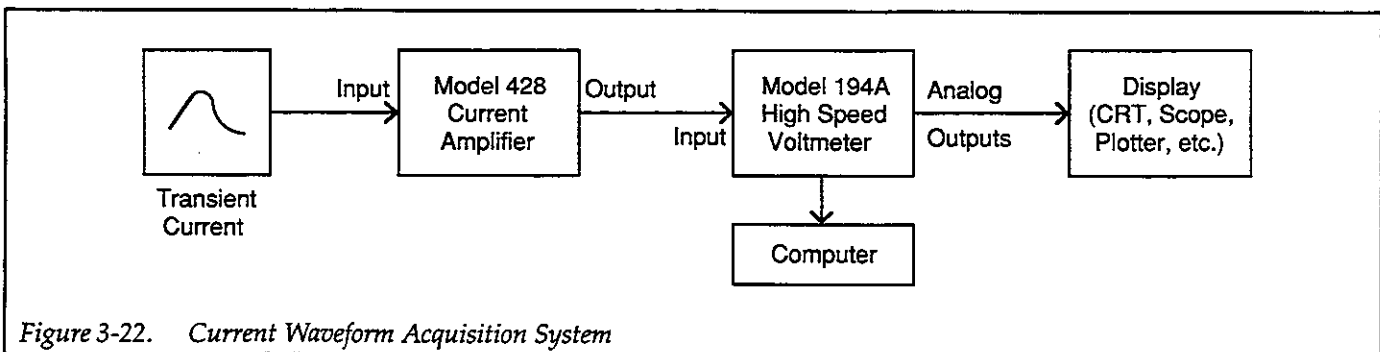 Transient
Current
Input
Model 428
Current
Amplifier
Output
Input
Model 194A
High Speed
Voltmeter
Analog
Outputs
Display
(CRT, Scope,
Plotter, etc.)
Computer
Figure 3-22. Current Waveform Acquisition System